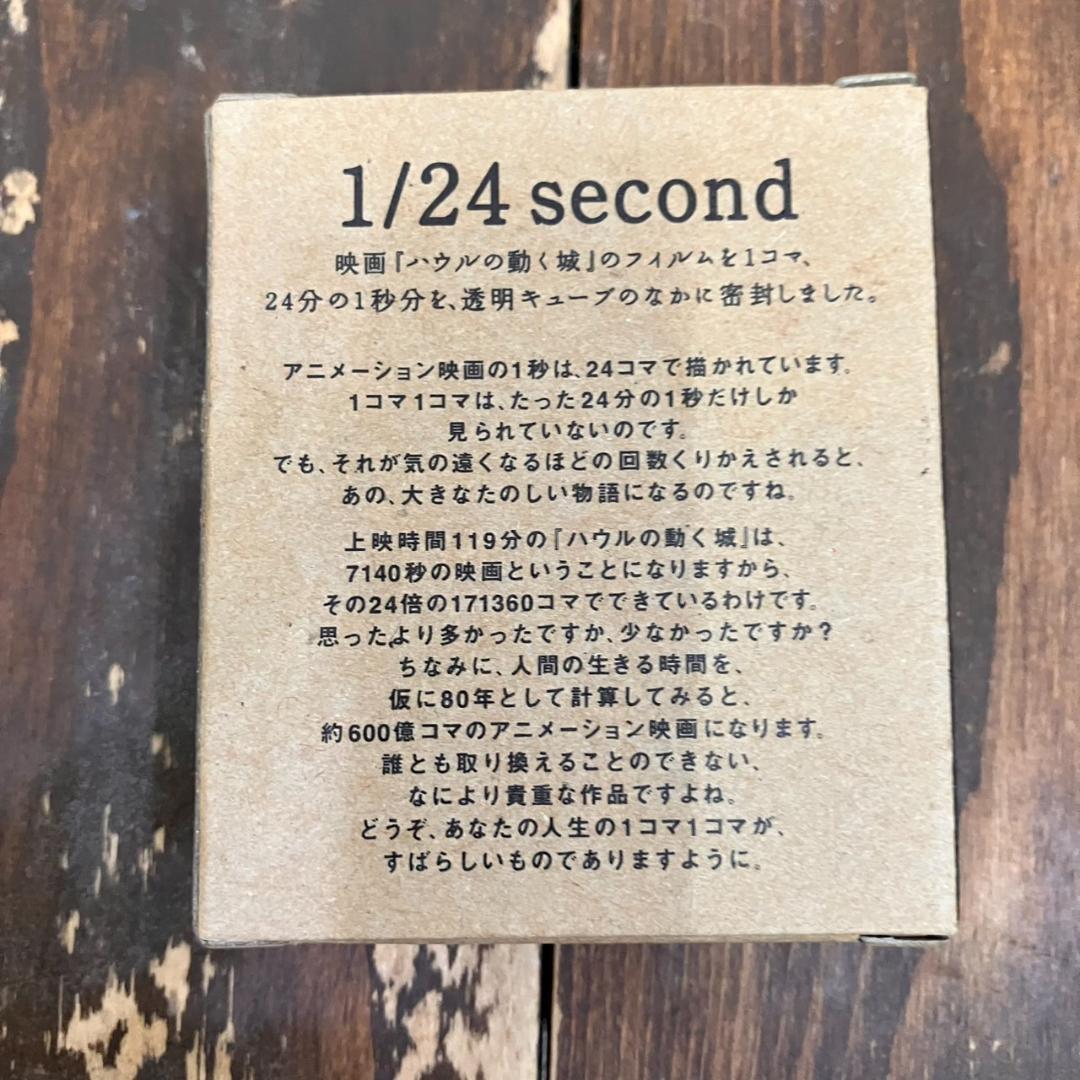 1/24 second
映画『ハウルの動く城』のフィルムを1コマ、
24分の1秒分を、透明キューブのなかに密封しました。
アニメーション映画の1秒は、24コマで描かれています。
1コマ1コマは、たった24分の1秒だけしか
見られていないのです。
でも、それが気の遠くなるほどの回数くりかえされると、
あの、大きなたのしい物語になるのですね。
上映時間119分の『ハウルの動く城』は、
7140秒の映画ということになりますから、
その24倍の171360コマでできているわけです。
思ったより多かったですか、少なかったですか?
ちなみに、人間の生きる時間を、
仮に80年として計算してみると、
約600億コマのアニメーション映画になります。
誰とも取り換えることのできない、
なにより貴重な作品ですよね。
どうぞ、あなたの人生の1コマ1コマが、
すばらしいものでありますように。